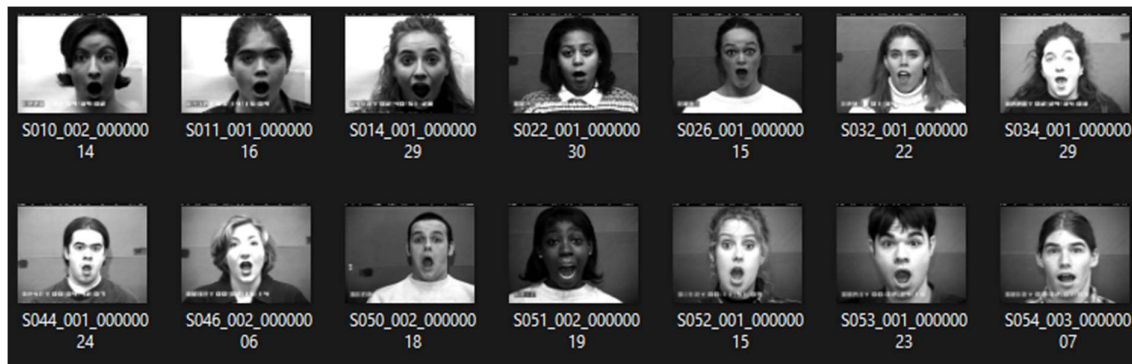 S010_002_000000
14
S011_001_000000
16
S014_001_000000
29
S022_001_000000
30
S026_001_000000
15
S032_001_000000
22
S034_001_000000
29
S044_001_000000
24
S046_002_000000
06
S050_002_000000
18
S051_002_000000
19
S052_001_000000
15
S053_001_000000
23
S054_003_000000
07